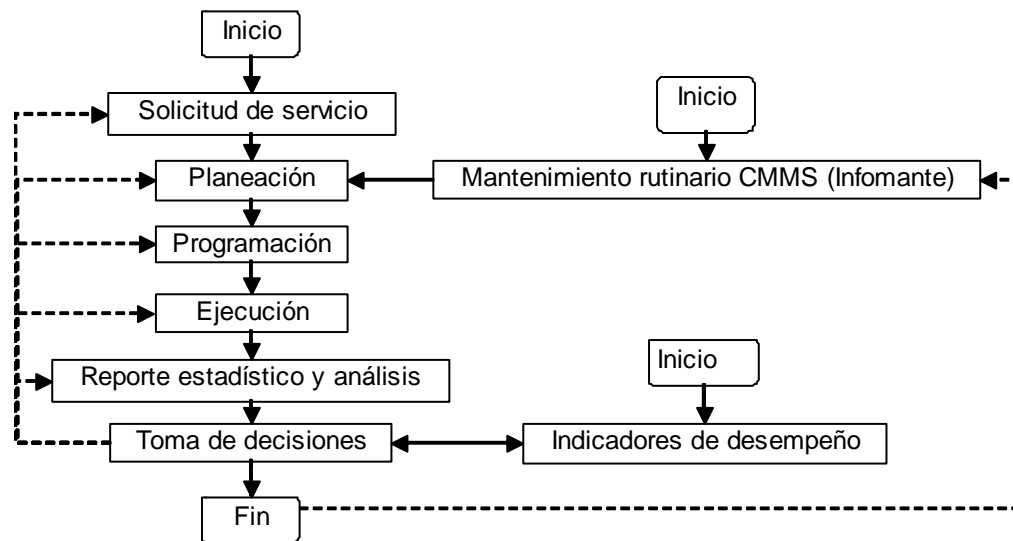 Inicio
Solicitud de servicio
Inicio
Planeación
Mantenimiento rutinario CMMS (Infomante)
Programación
Ejecución
Reporte estadístico y análisis
Inicio
Toma de decisiones
Indicadores de desempeño
Fin